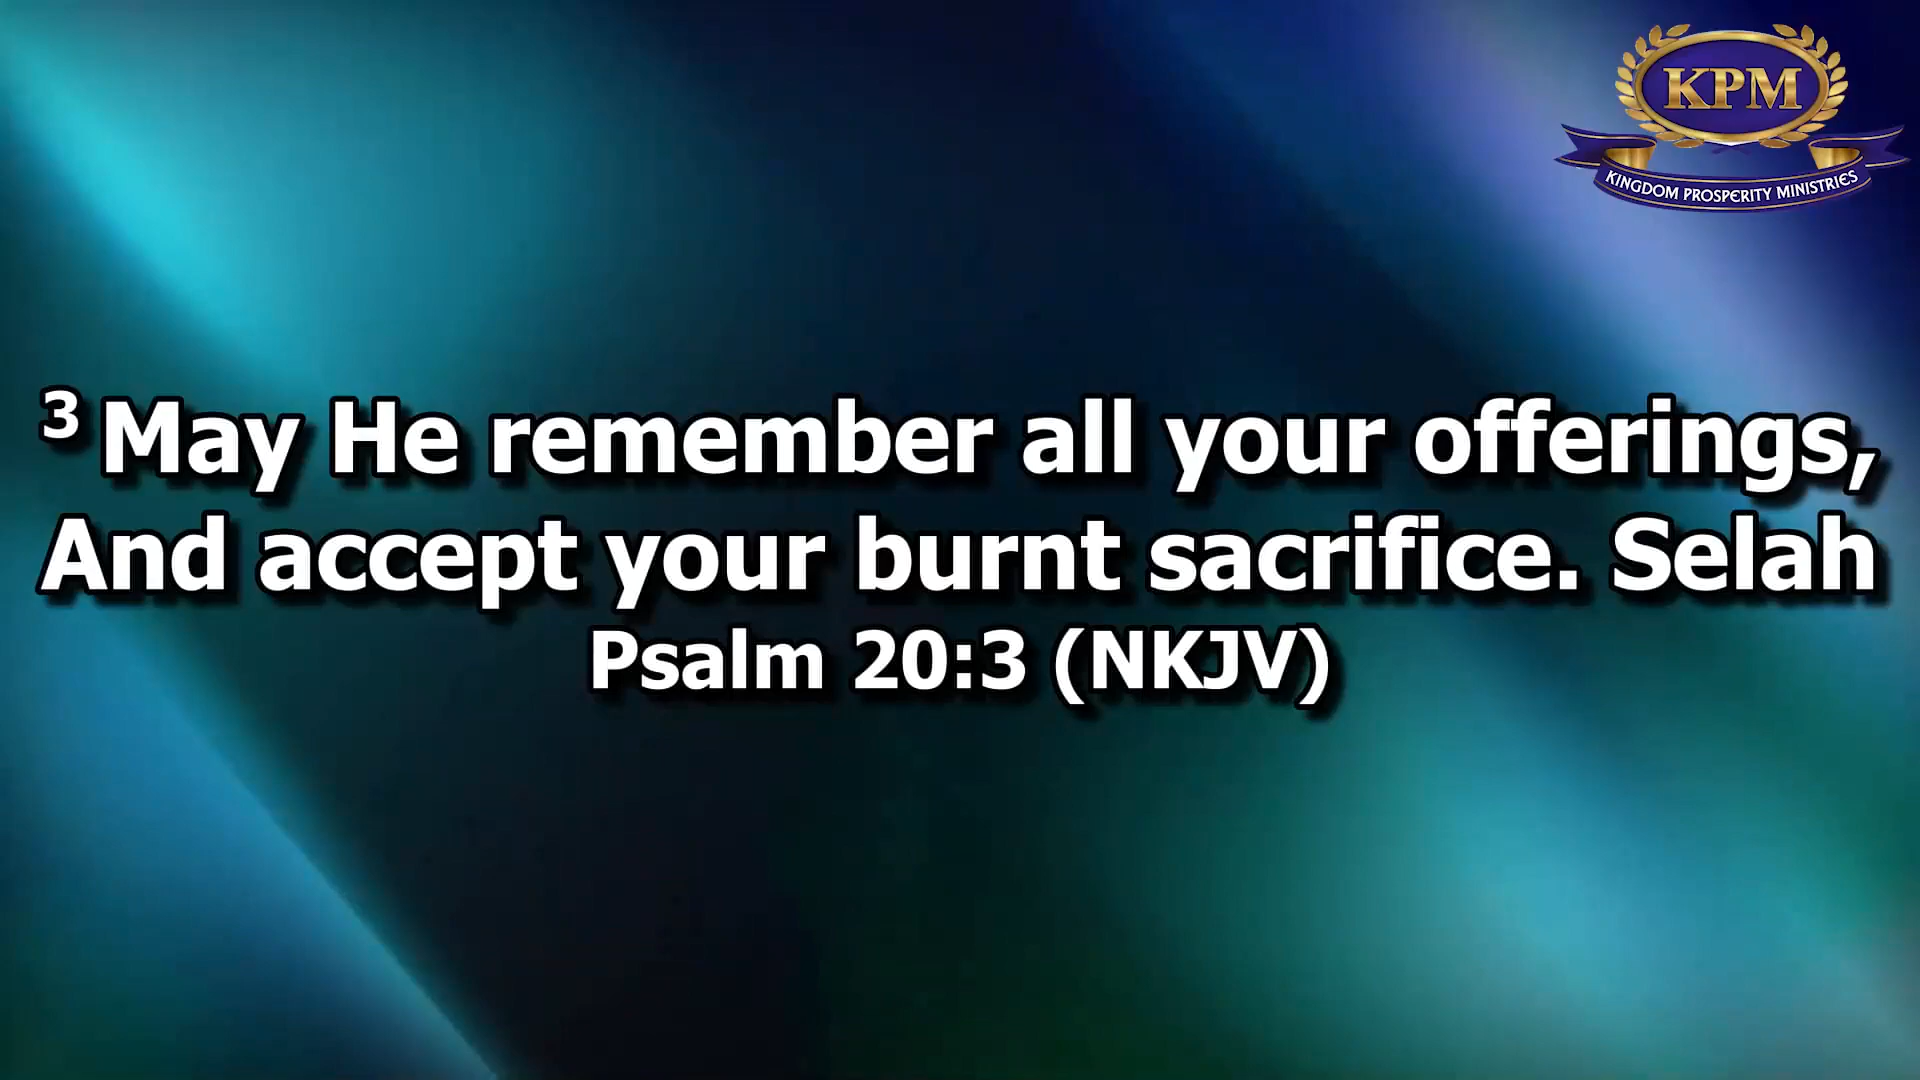 KPM
KINGDOM PROSPERITY MINISTRIES
3 May He remember all your offerings,
And accept your burnt sacrifice. Selah
Psalm 20:3 (NKJV)